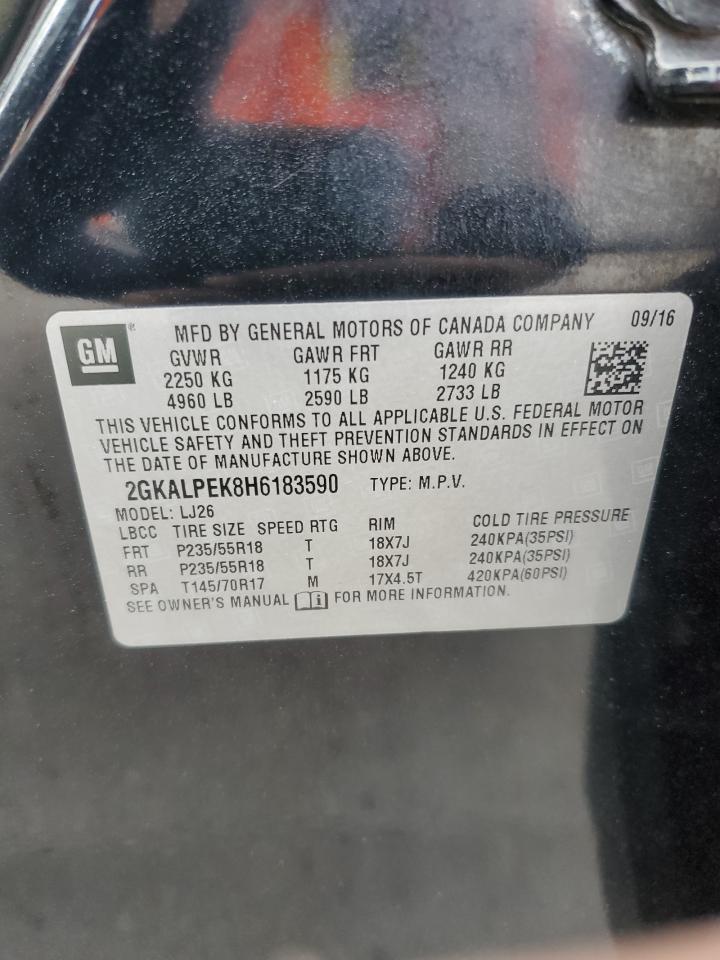 GM ® MFD BY GENERAL MOTORS OF CANADA COMPANY 09/16
GVWR GAWR FRT GAWR RR
2250 KG 1175 KG 1240 KG
4960 LB 2590 LB 2733 LB
THIS VEHICLE CONFORMS TO ALL APPLICABLE U.S. FEDERAL MOTOR
VEHICLE SAFETY AND THEFT PREVENTION STANDARDS IN EFFECT ON
THE DATE OF MANUFACTURE SHOWN ABOVE.
2GKALPEK8H6183590 TYPE: M.P.V.
MODEL: LJ26
LBCC TIRE SIZE SPEED RTG RIM COLD TIRE PRESSURE
FRT P235/55R18 T 18X7J 240KPA(35PSI)
RR P235/55R18 T 18X7J 240KPA(35PSI)
SPA T145/70R17 M 17X4.5T 420KPA(60PSI)
SEE OWNER'S MANUAL i FOR MORE INFORMATION.